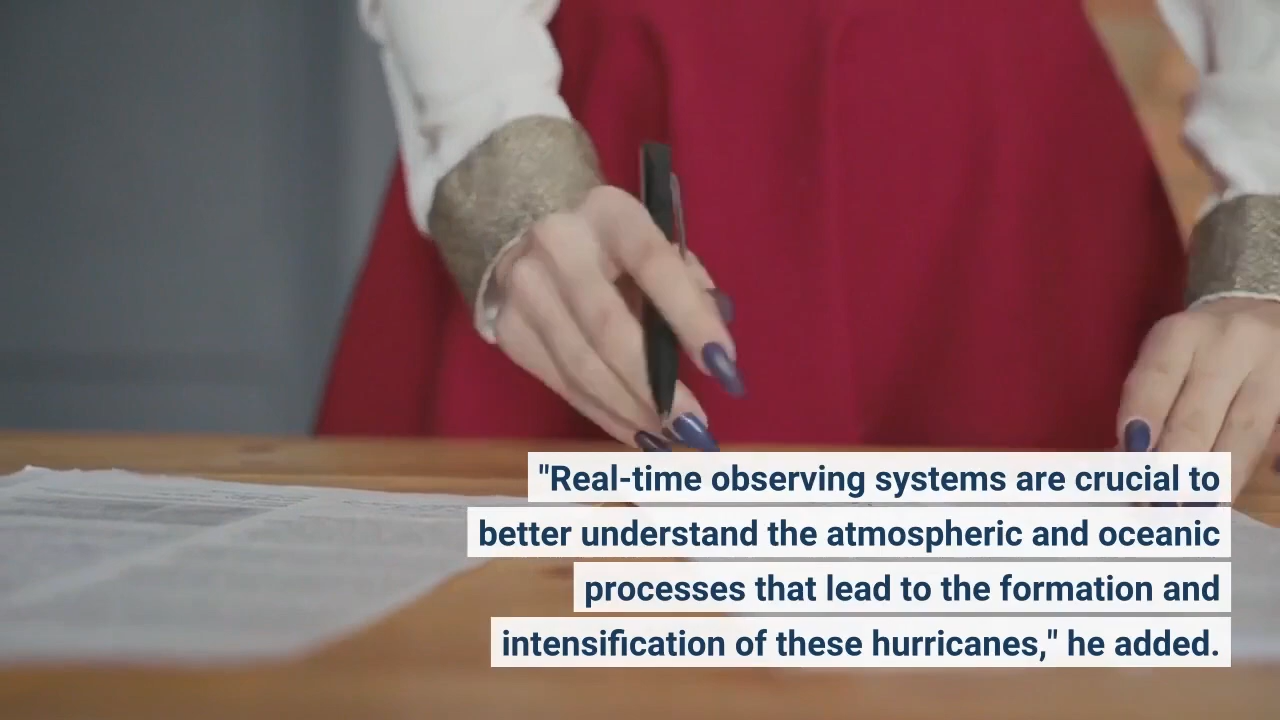 "Real-time observing systems are crucial to
better understand the atmospheric and oceanic
processes that lead to the formation and
intensification of these hurricanes," he added.